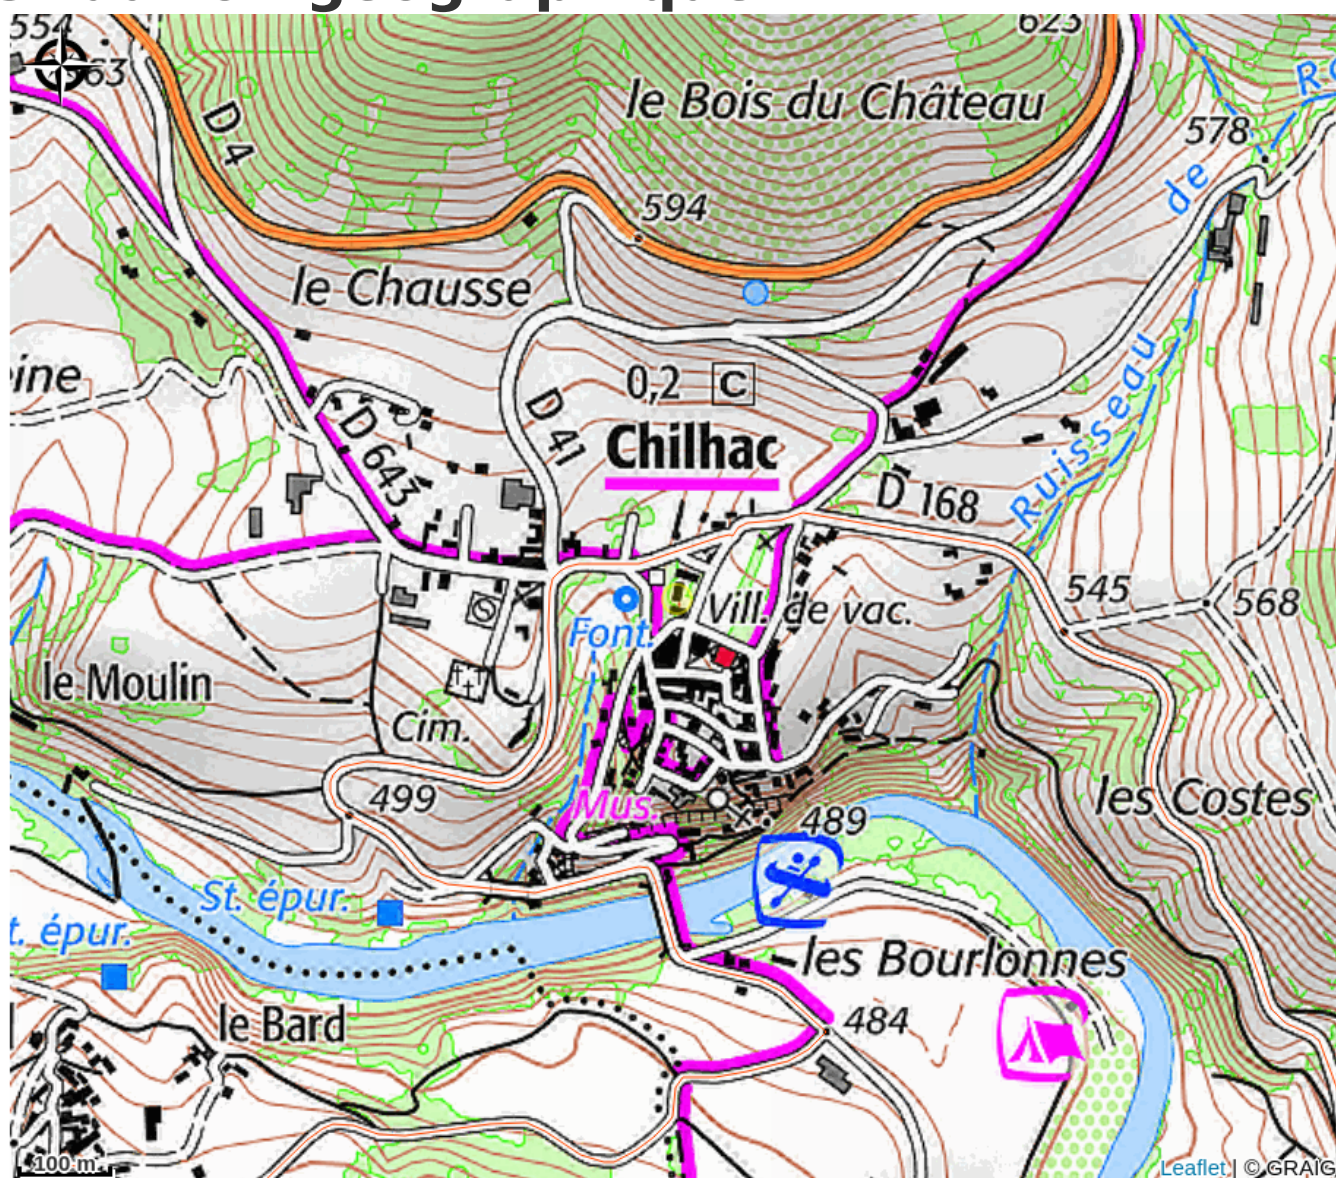 554
623
63
le Bois du Château
D 4
578
de
594
le Chausse
Ruisseau
0,2 C
D 41
Chilhac
D 643
D 168
545
568
Vill. de vac.
Font.
le Moulin
Cim.
499
Mus.
489
les Costes
St. épur.
t. épur.
les Bourlonnes
le Bard
484
100 m
Leaflet | © GRAIG